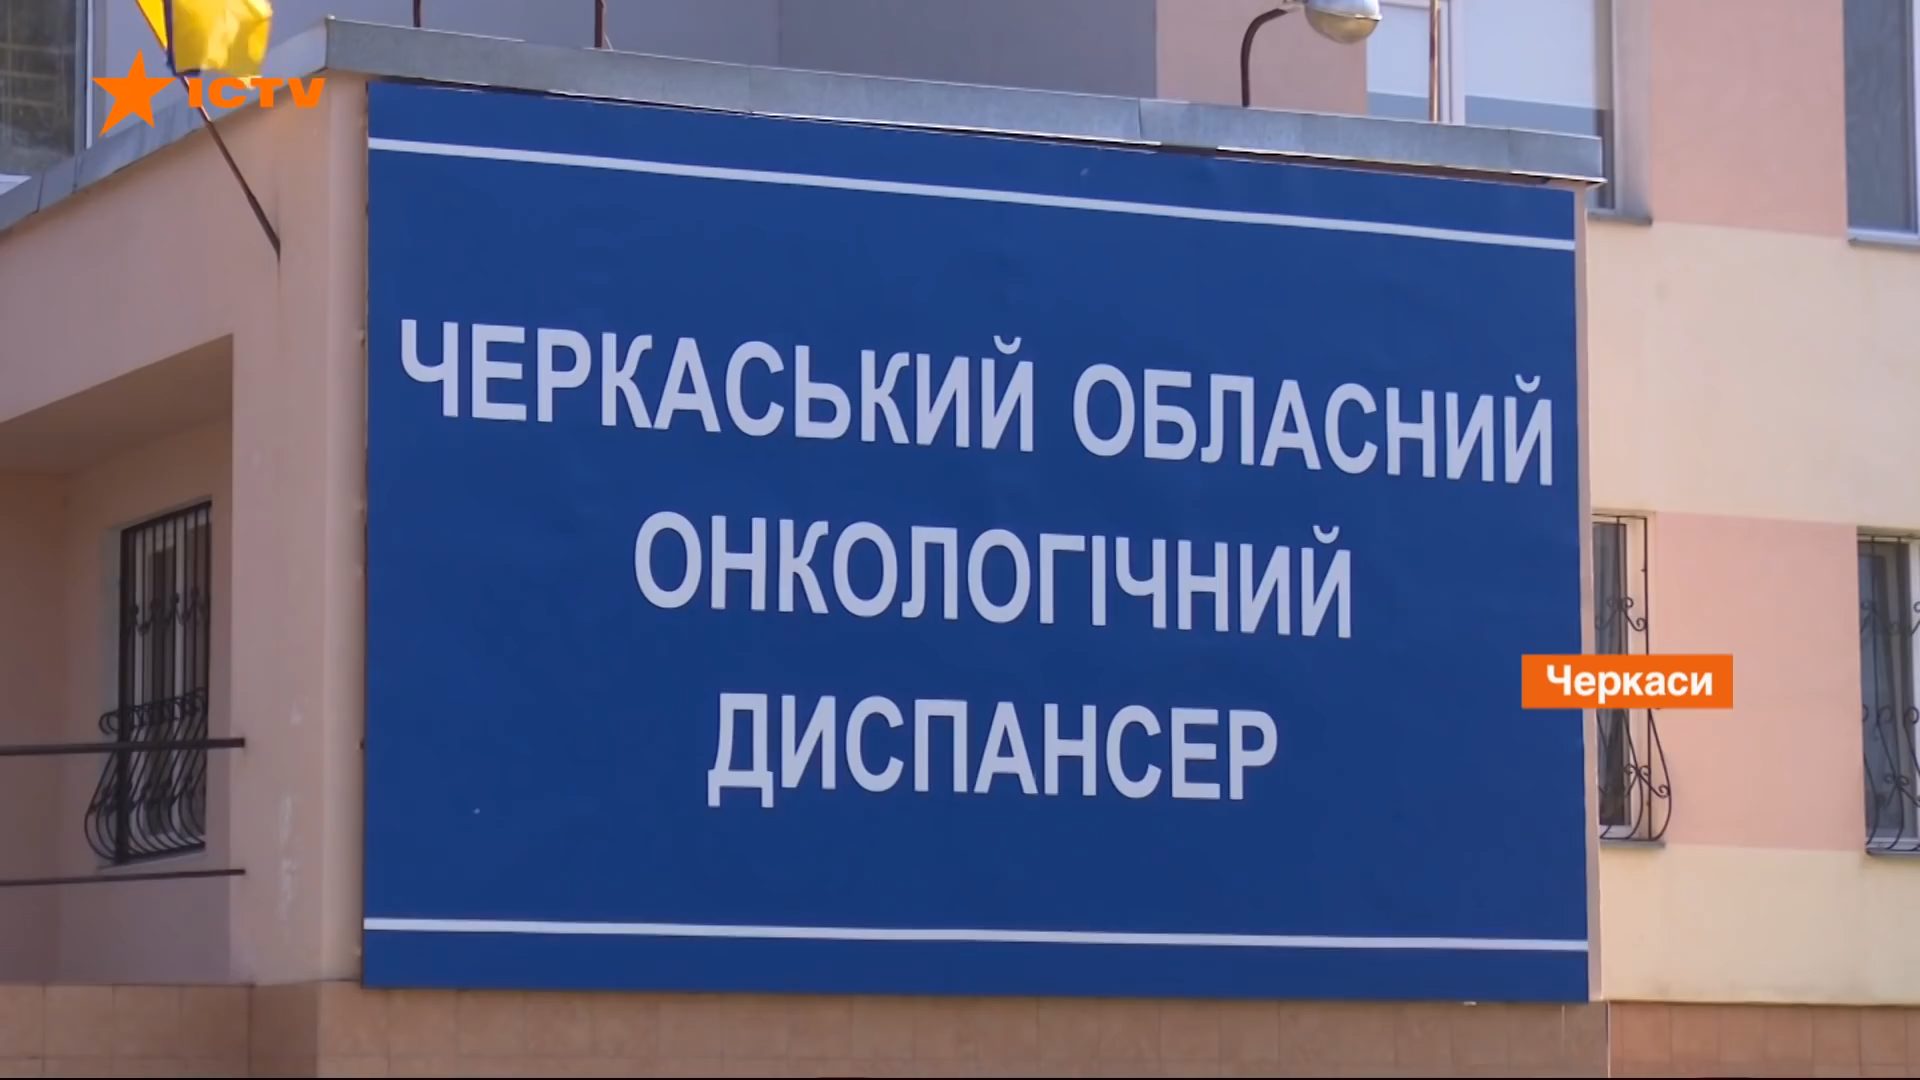 ICTV
ЧЕРКАСЬКИЙ ОБЛАСНИЙ
ОНКОЛОГІЧНИЙ
ДИСПАНСЕР
Черкаси